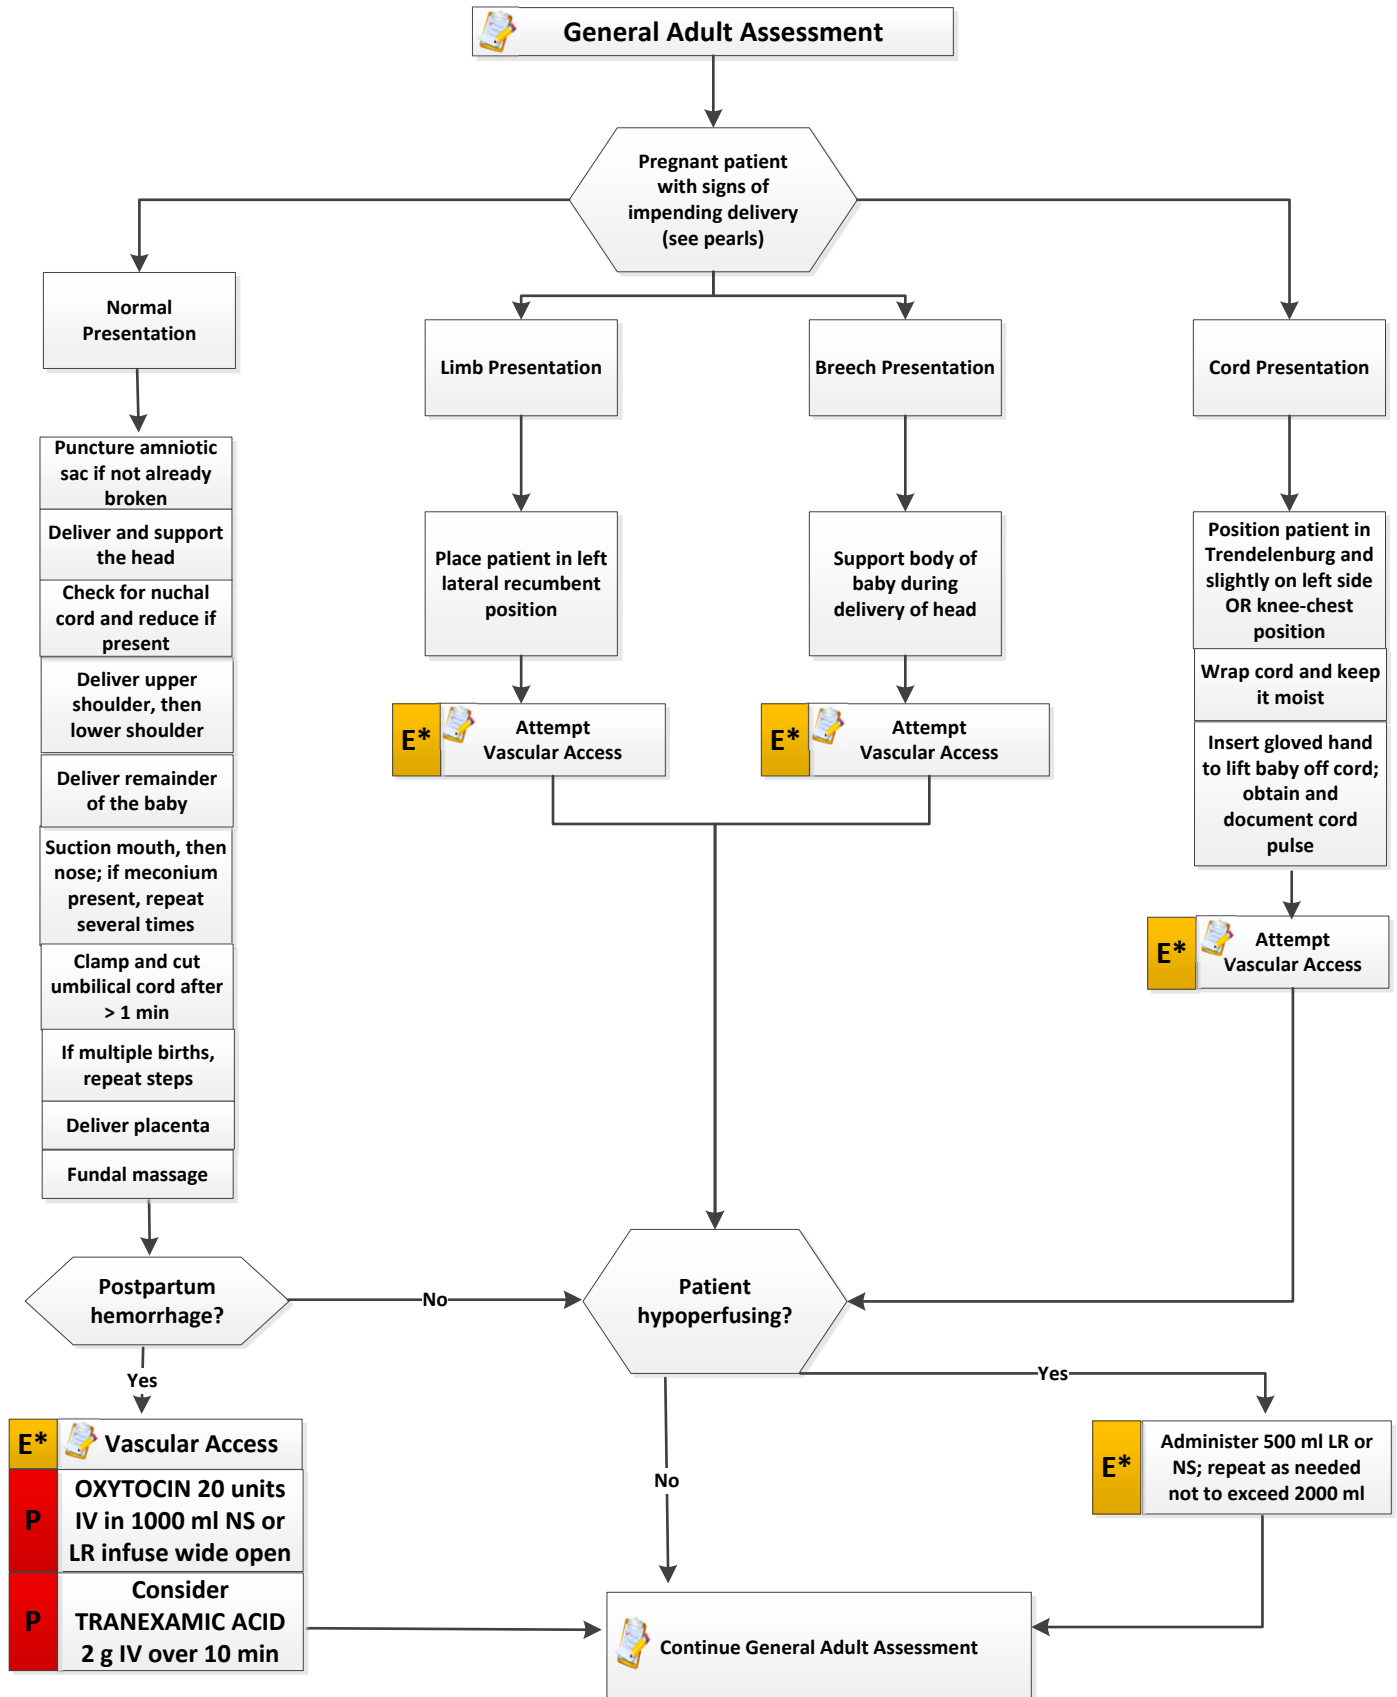 General Adult Assessment
Pregnant patient
with signs of
impending delivery
(see pearls)
Normal
Presentation
Limb Presentation
Breech Presentation
Cord Presentation
Puncture amniotic
sac if not already
broken
Deliver and support
the head
Check for nuchal
cord and reduce if
present
Deliver upper
shoulder, then
lower shoulder
Deliver remainder
of the baby
Suction mouth, then
nose; if meconium
present, repeat
several times
Clamp and cut
umbilical cord after
> 1 min
If multiple births,
repeat steps
Deliver placenta
Fundal massage
Place patient in left
lateral recumbent
position
E*
Attempt
Vascular Access
Support body of
baby during
delivery of head
E*
Attempt
Vascular Access
Position patient in
Trendelenburg and
slightly on left side
OR knee-chest
position
Wrap cord and keep
it moist
Insert gloved hand
to lift baby off cord;
obtain and
document cord
pulse
E*
Attempt
Vascular Access
Postpartum
hemorrhage?
No
Patient
hypoperfusing?
Yes
Yes
E*
Vascular Access
P
OXYTOCIN 20 units
IV in 1000 ml NS or
LR infuse wide open
P
Consider
TRANEXAMIC ACID
2 g IV over 10 min
No
E*
Administer 500 ml LR or
NS; repeat as needed
not to exceed 2000 ml
Continue General Adult Assessment